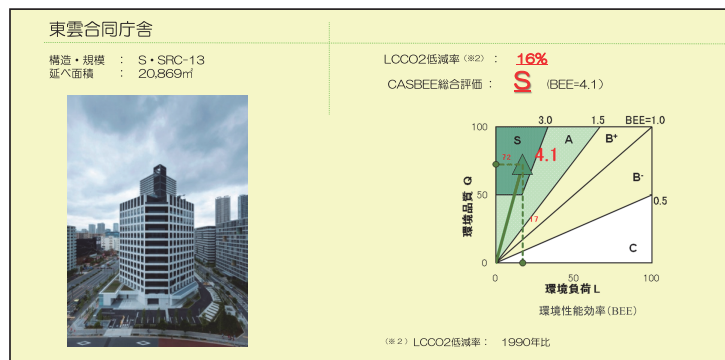 東雲合同庁舎
構造・規模 : S・SRC-13
延べ面積 : 20,869㎡
LCCO2低減率(※2) : 16%
CASBEE総合評価 : S (BEE=4.1)
3.0 1.5 BEE=1.0
100
S A B+
72 4.1
B-
50
0.5
17
C
0
0 50 100
環境品質 Q
環境負荷 L
環境性能効率(BEE)
(※2) LCCO2低減率: 1990年比